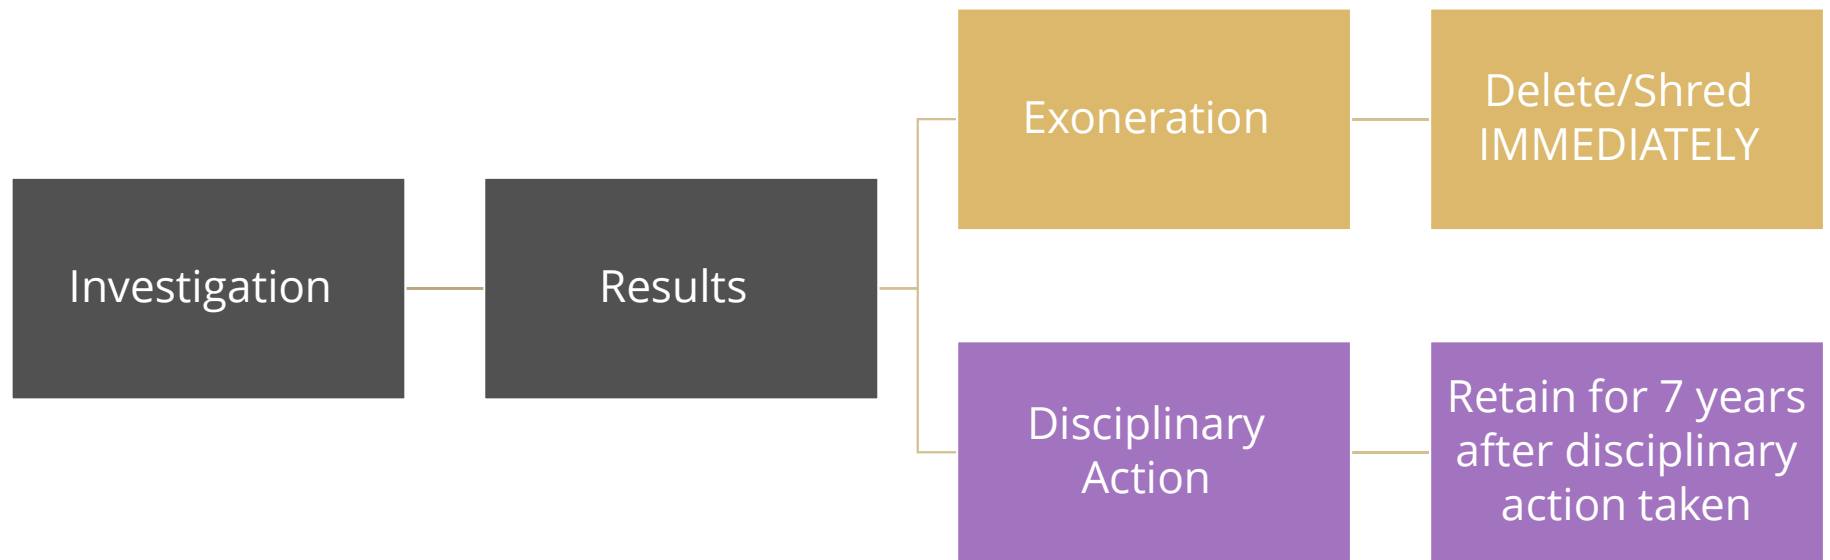 Investigation
Results
Exoneration
Delete/Shred
IMMEDIATELY
Disciplinary
Action
Retain for 7 years
after disciplinary
action taken